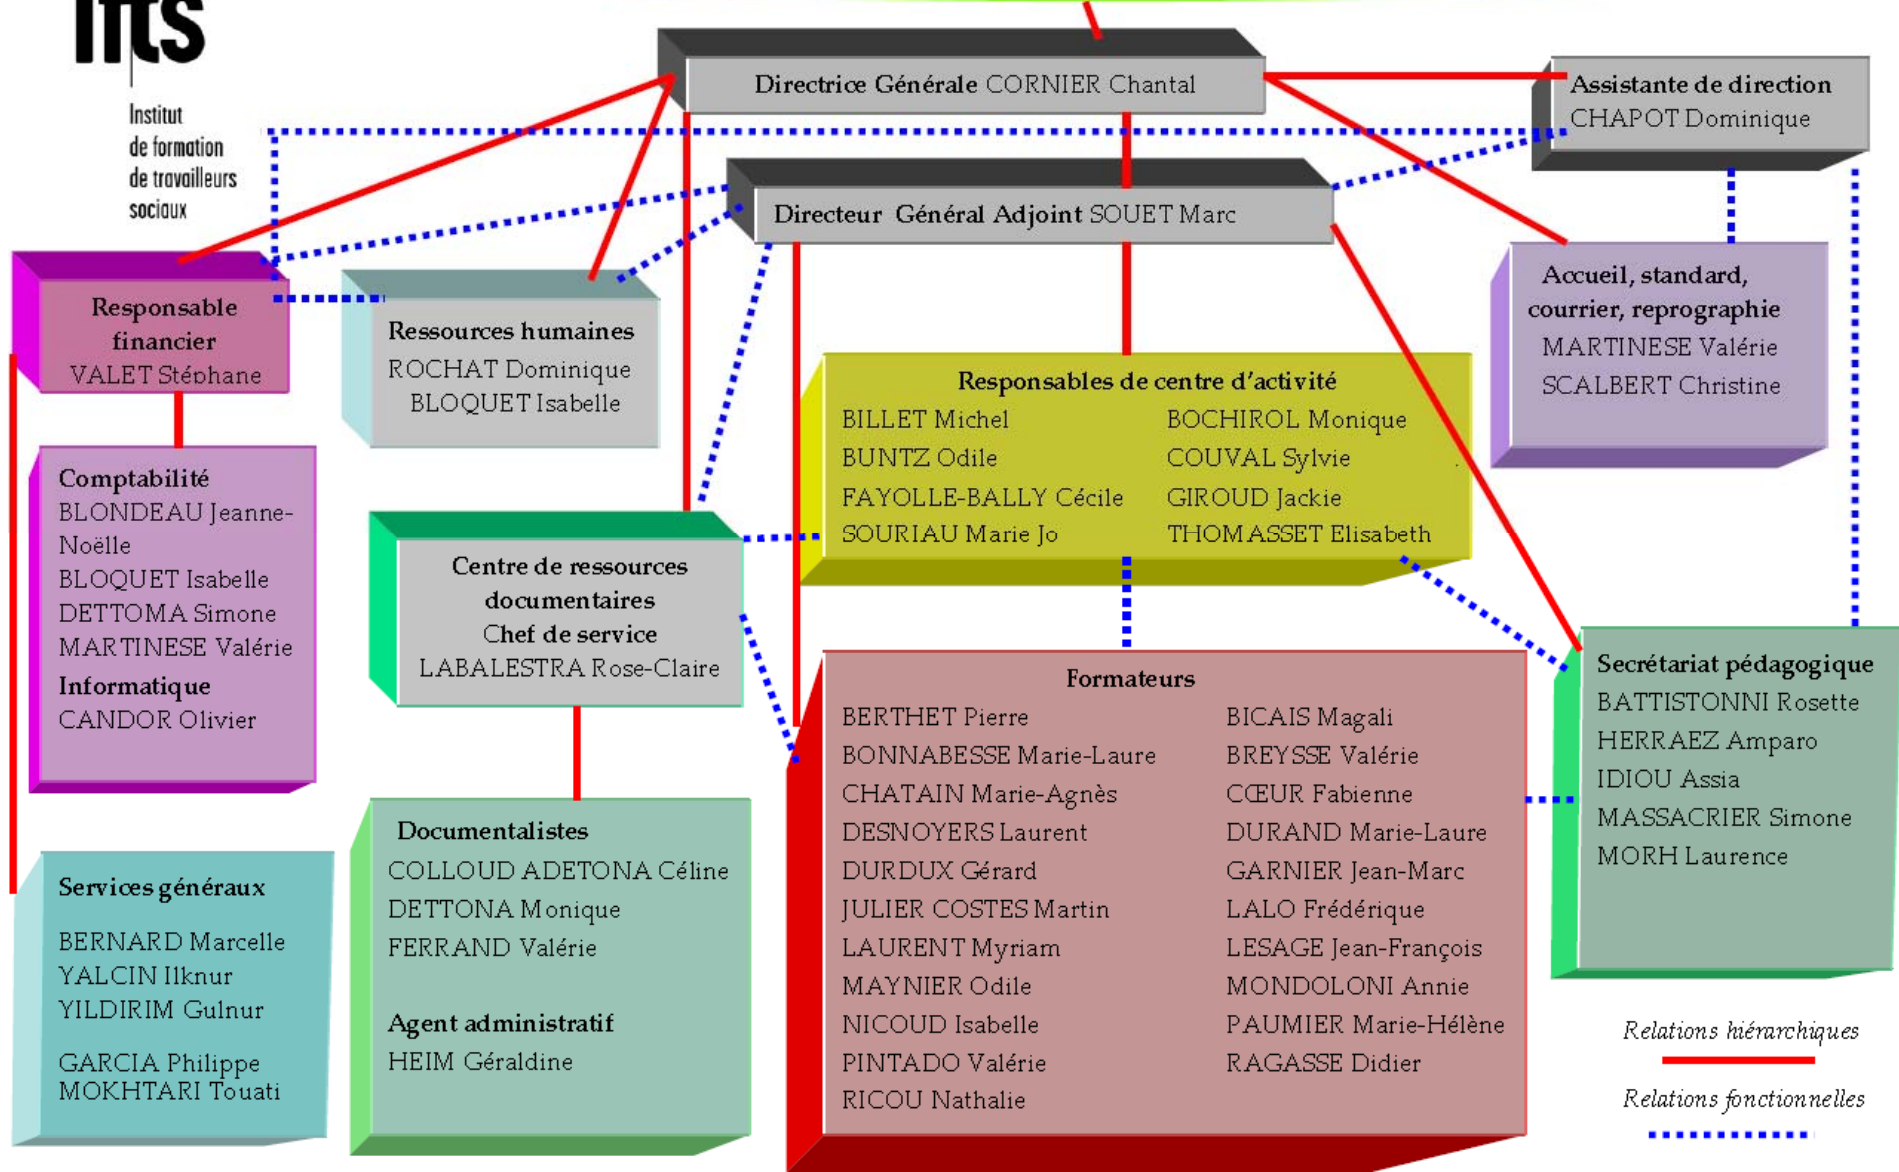 ifts
Institut
de formation
de travailleurs
sociaux
Directrice Générale CORNIER Chantal
Assistante de direction
CHAPOT Dominique
Directeur Général Adjoint SOUET Marc
Responsable
financier
VALET Stéphane
Ressources humaines
ROCHAT Dominique
BLOQUET Isabelle
Accueil, standard,
courrier, reprographie
MARTINESE Valérie
SCALBERT Christine
Responsables de centre d'activité
BILLET Michel
BUNTZ Odile
FAYOLLE-BALLY Cécile
SOURIAU Marie Jo
BOCHIROL Monique
COUVAL Sylvie
GIROUD Jackie
THOMASSET Elisabeth
Comptabilité
BLONDEAU Jeanne-
Noëlle
BLOQUET Isabelle
DETTOMA Simone
MARTINESE Valérie
Informatique
CANDOR Olivier
Centre de ressources
documentaires
Chef de service
LABALESTRA Rose-Claire
Formateurs
BERTHET Pierre
BONNABESSE Marie-Laure
CHATAIN Marie-Agnès
DESNOYERS Laurent
DURDUX Gérard
JULIER COSTES Martin
LAURENT Myriam
MAYNIER Odile
NICOUD Isabelle
PINTADO Valérie
RICOU Nathalie
BICAIS Magali
BREYSSE Valérie
CŒUR Fabienne
DURAND Marie-Laure
GARNIER Jean-Marc
LALO Frédérique
LESAGE Jean-François
MONDOLONI Annie
PAUMIER Marie-Hélène
RAGASSE Didier
Secrétariat pédagogique
BATTISTONNI Rosette
HERRAEZ Amparo
IDIOU Assia
MASSACRIER Simone
MORH Laurence
Services généraux
BERNARD Marcelle
YALCIN Ilknur
YILDIRIM Gulnur
GARCIA Philippe
MOKHTARI Touati
Documentalistes
COLLOUD ADETONA Céline
DETTONA Monique
FERRAND Valérie
Agent administratif
HEIM Géraldine
Relations hiérarchiques
Relations fonctionnelles